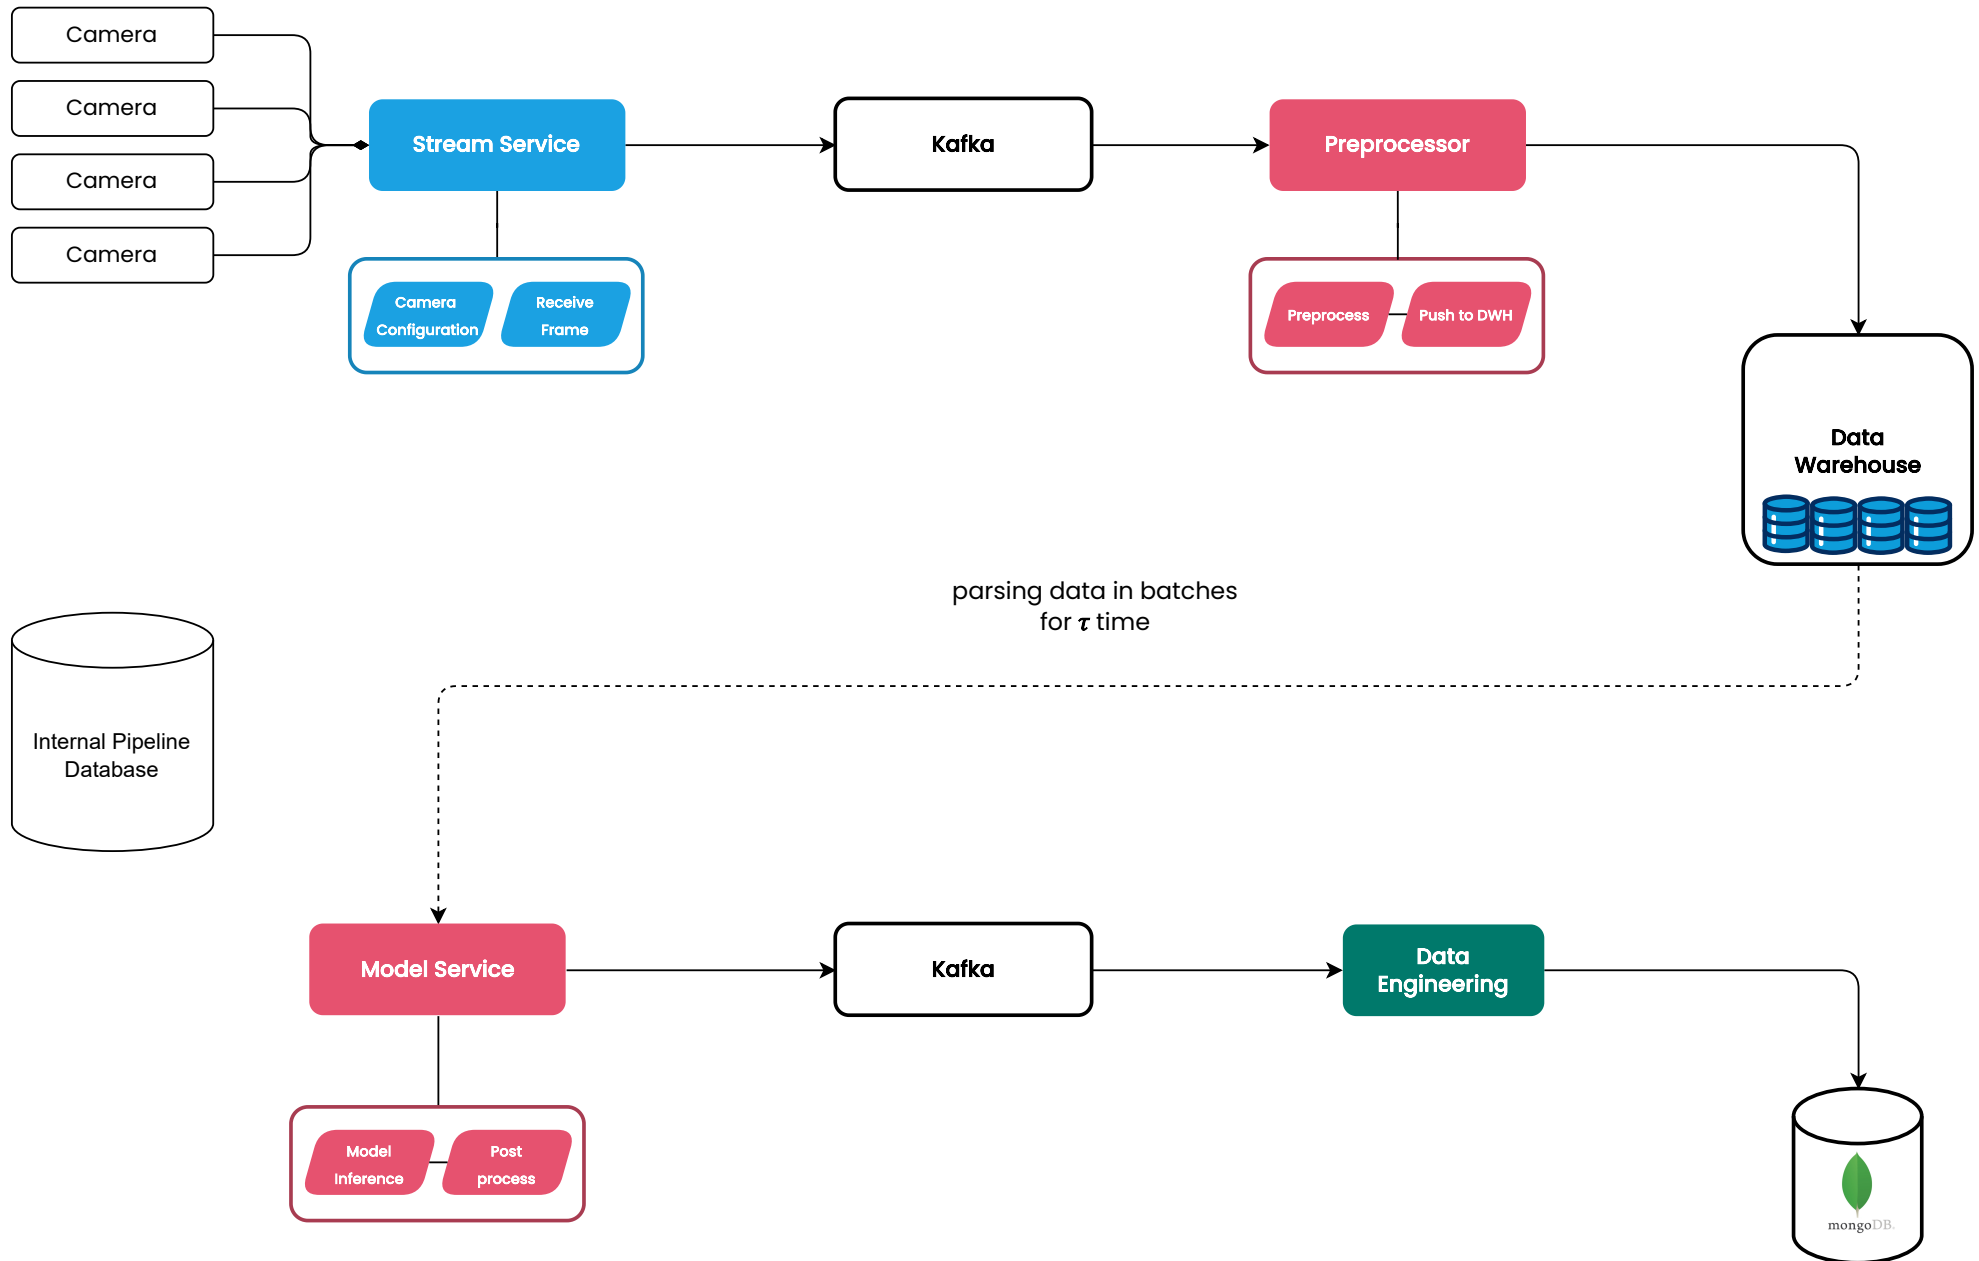 Camera
Camera
Camera
Camera
Stream Service
Kafka
Preprocessor
Camera
Configuration
Receive
Frame
Preprocess
Push to DWH
Data
Warehouse
parsing data in batches
for τ time
Internal Pipeline
Database
Model Service
Kafka
Data
Engineering
Model
Inference
Post
process
mongoDB.